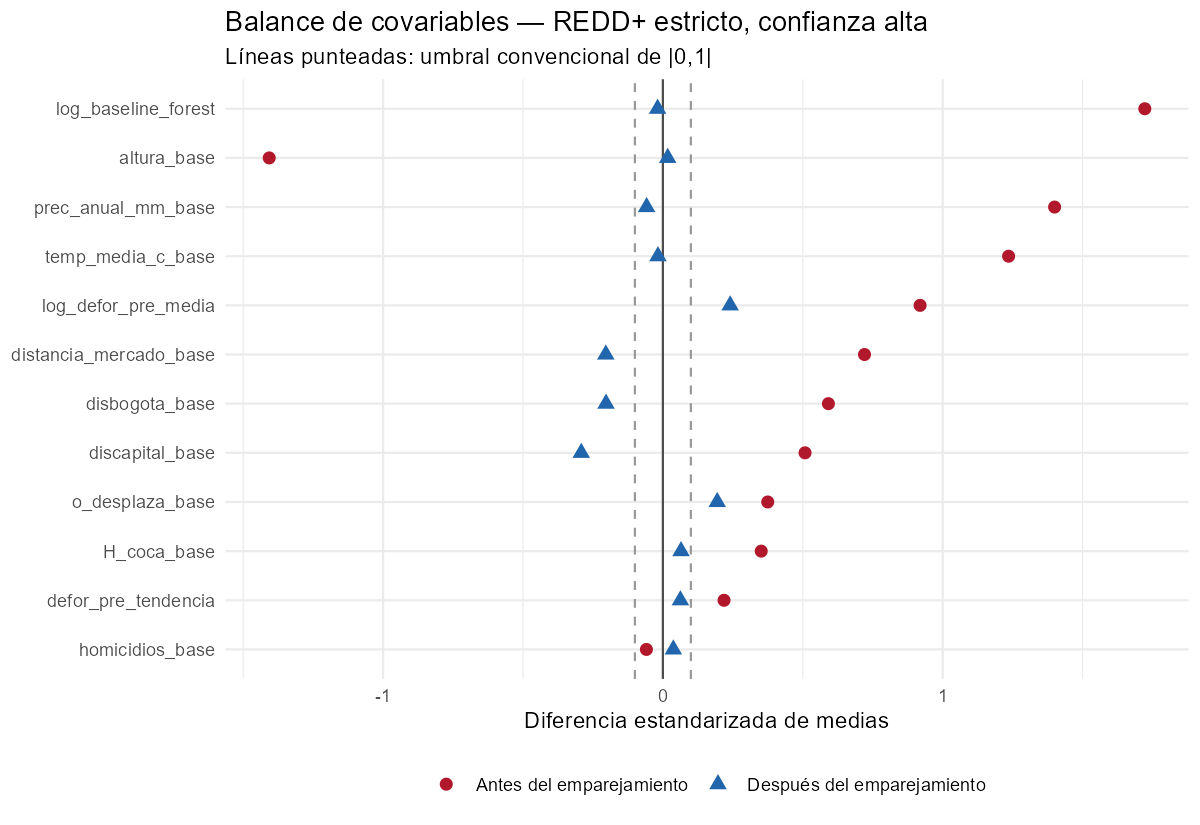 Balance de covariables — REDD+ estricto, confianza alta
Líneas punteadas: umbral convencional de |0,1|
log_baseline_forest
altura_base
prec_anual_mm_base
temp_media_c_base
log_defor_pre_media
distancia_mercado_base
disbogota_base
discapital_base
o_desplaza_base
H_coca_base
defor_pre_tendencia
homicidios_base
-1 0 1
Diferencia estandarizada de medias
Antes del emparejamiento Después del emparejamiento